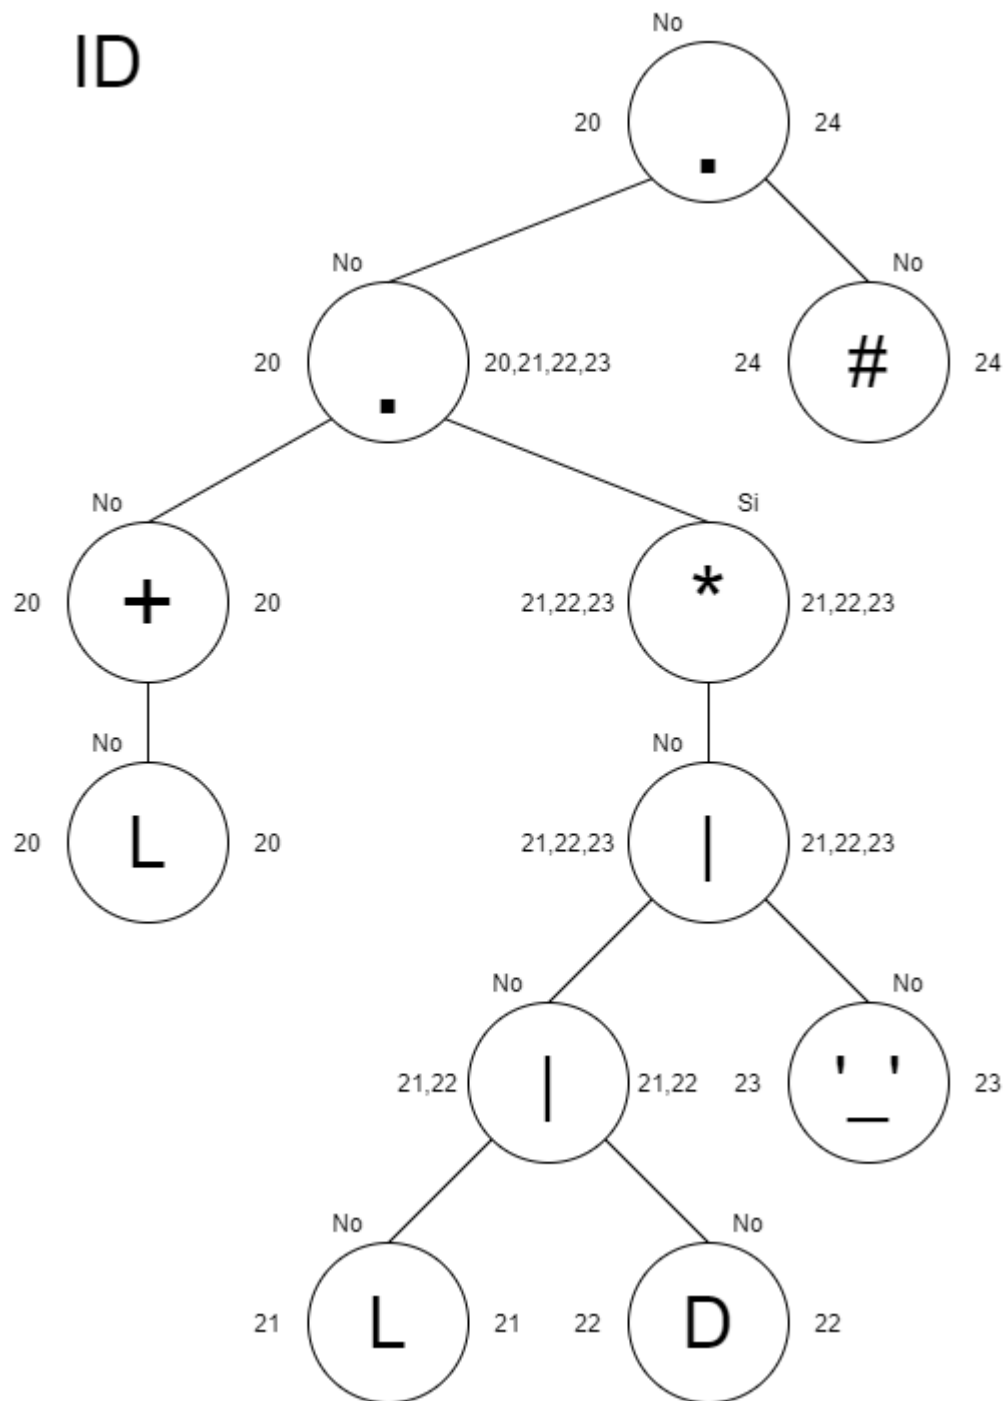 No
ID
20 . 24
No No
20 . 20,21,22,23 24 # 24
No Si
20 + 20 21,22,23 * 21,22,23
No No
20 L 20 21,22,23 | 21,22,23
No No
21,22 | 21,22 23 '_' 23
No No
21 L 21 22 D 22